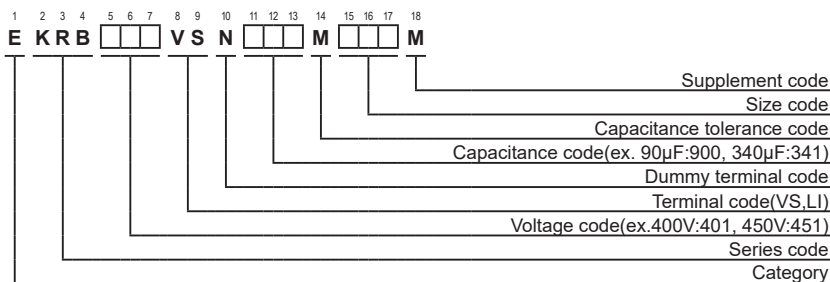 1 2 3 4 5 6 7 8 9 10 11 12 13 14 15 16 17 18
E K R B □□□ V S N □□□ M □□□ M
Supplement code
Size code
Capacitance tolerance code
Capacitance code(ex. 90µF:900, 340µF:341)
Dummy terminal code
Terminal code(VS,LI)
Voltage code(ex.400V:401, 450V:451)
Series code
Category